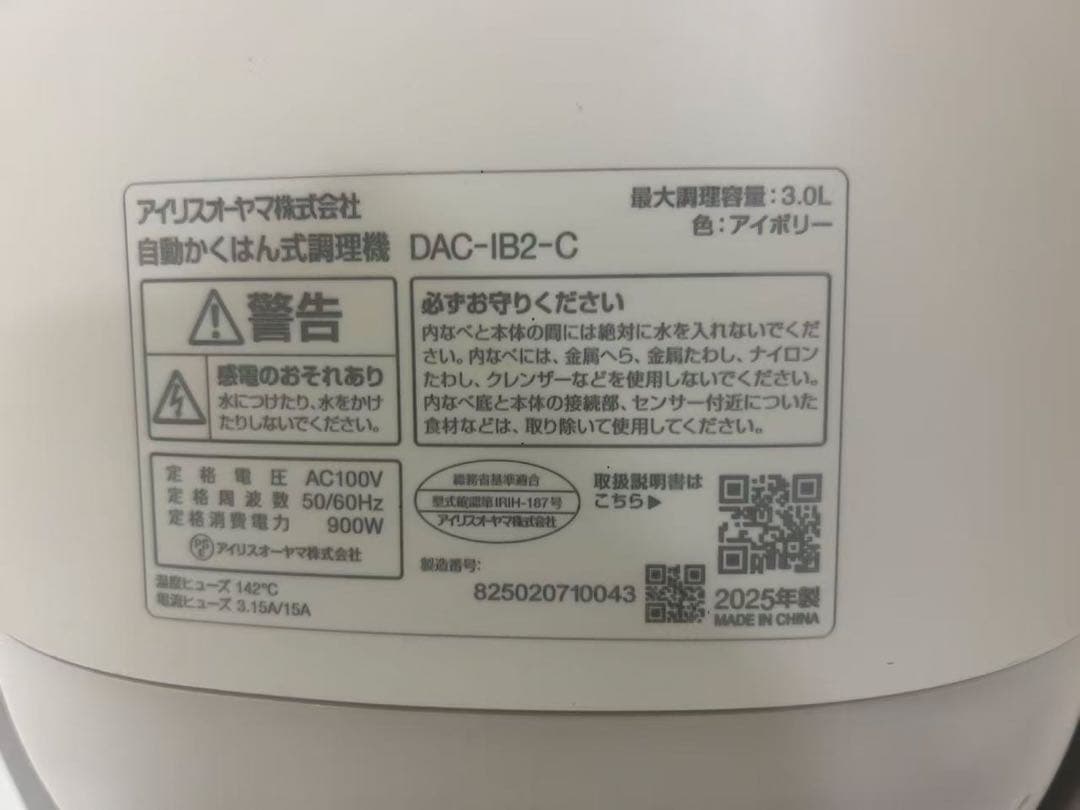 アイリスオーヤマ株式会社
自動かくはん式調理機 DAC-IB2-C
最大調理容量:3.0L
色:アイボリー
警告
感電のおそれあり
水につけたり、水をかけ
たりしないでください。
必ずお守りください
内なべと本体の間には絶対に水を入れないでくだ
さい。内なべには、金属へら、金属たわし、ナイロン
たわし、クレンザーなどを使用しないでください。
内なべ底と本体の接続部、センサー付近についた
食材などは、取り除いて使用してください。
定格電圧 AC100V
定格周波数 50/60Hz
定格消費電力 900W
PSE アイリスオーヤマ株式会社
温度ヒューズ 142℃
電流ヒューズ 3.15A/15A
総務省基準適合
型式確認第IRIH-187号
アイリスオーヤマ株式会社
取扱説明書は
こちら▶
製造番号:
825020710043
2025年製
MADE IN CHINA